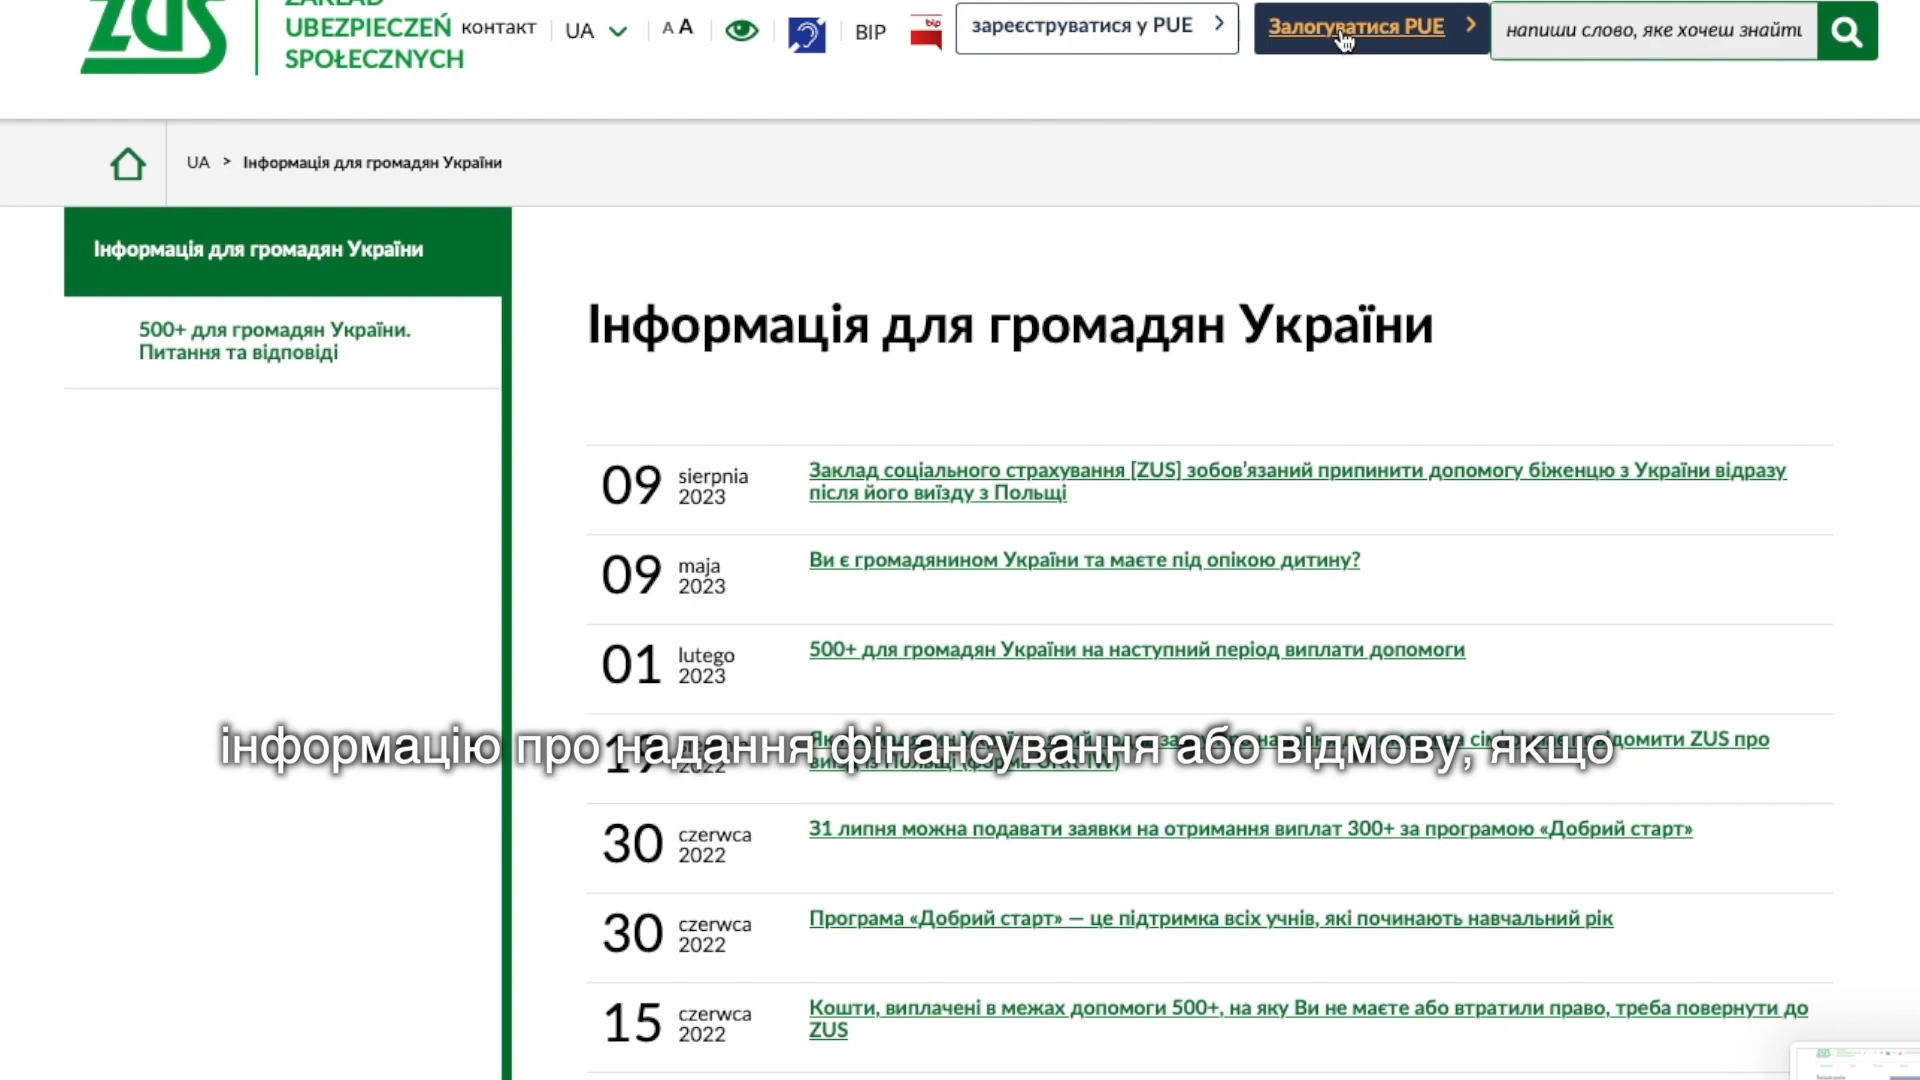 ZUS
ZAKŁAD
UBEZPIECZEŃ
SPOŁECZNYCH
контакт
UA
A A
BIP
bip
зареєструватися у PUE
Залогуватися PUE
напиши слово, яке хочеш знайти
UA > Інформація для громадян України
Інформація для громадян України
500+ для громадян України.
Питання та відповіді
Інформація для громадян України
09 sierpnia 2023
Заклад соціального страхування [ZUS] зобов’язаний припинити допомогу біженцю з України відразу
після його виїзду з Польщі
09 maja 2023
Ви є громадянином України та маєте під опікою дитину?
01 lutego 2023
500+ для громадян України на наступний період виплати допомоги
19 2022
домити ZUS про
інформацію про надання фінансування або відмову, якщо
30 czerwca 2022
31 липня можна подавати заявки на отримання виплат 300+ за програмою «Добрий старт»
30 czerwca 2022
Програма «Добрий старт» — це підтримка всіх учнів, які починають навчальний рік
15 czerwca 2022
Кошти, виплачені в межах допомоги 500+, на яку Ви не маєте або втратили право, треба повернути до
ZUS